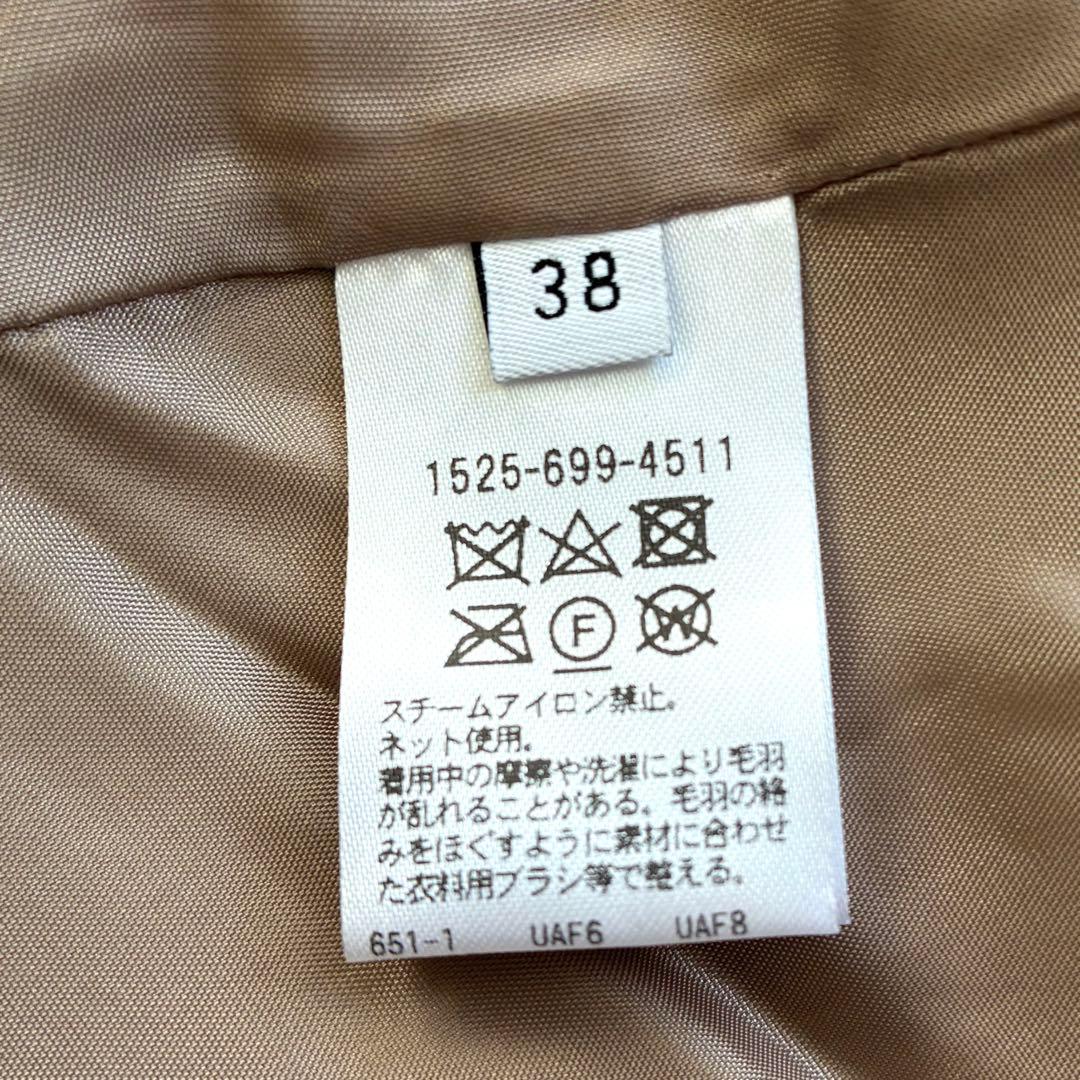 38
1525-699-4511
F
W
スチームアイロン禁止。
ネット使用。
着用中の摩擦や洗濯により毛羽
が乱れることがある。毛羽の絡
みをほぐすように素材に合わせ
た衣料用ブラシ等で整える。
651-1 UAF6 UAF8